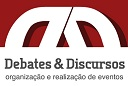 Debates & Discursos
organização e realização de eventos